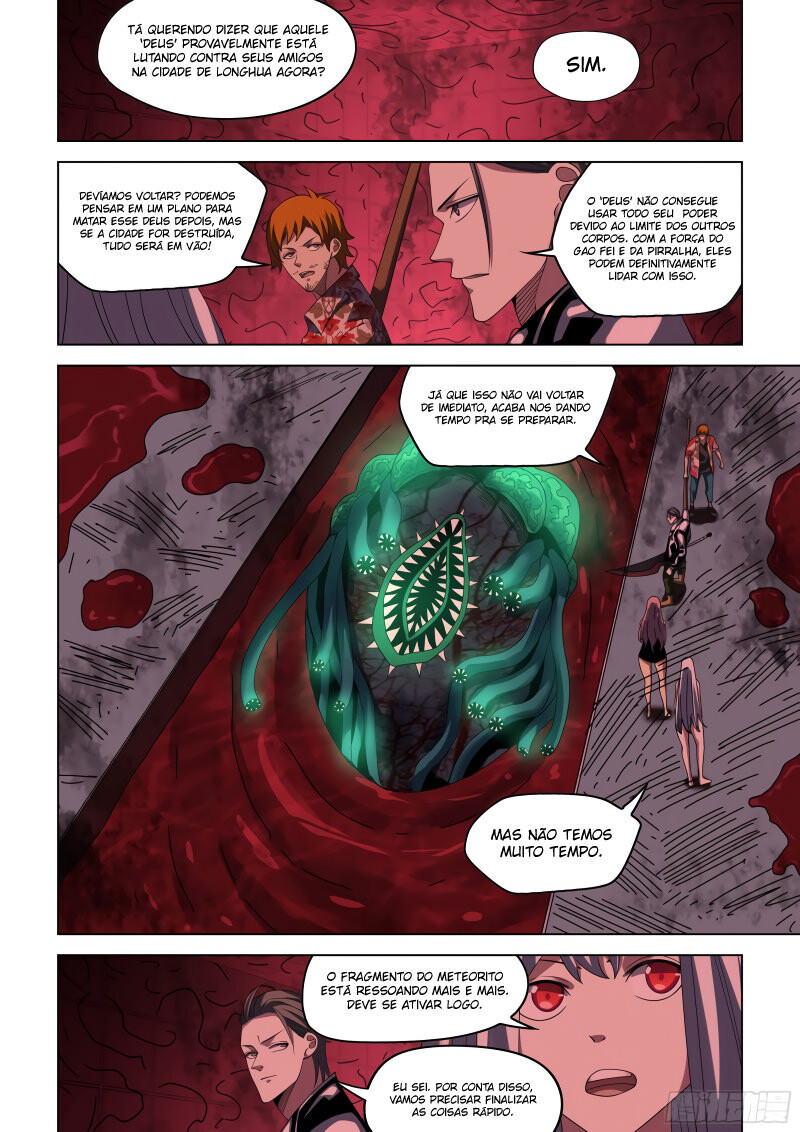 TÁ QUERENDO DIZER QUE AQUELE
'DEUS' PROVAVELMENTE ESTÁ
LUTANDO CONTRA SEUS AMIGOS
NA CIDADE DE LONGHUA AGORA?
SIM.
DEVÍAMOS VOLTAR? PODEMOS
PENSAR EM UM PLANO PARA
MATAR ESSE DEUS DEPOIS, MAS
SE A CIDADE FOR DESTRUÍDA,
TUDO SERÁ EM VÃO!
O 'DEUS' NÃO CONSEGUE
USAR TODO SEU PODER
DEVIDO AO LIMITE DOS OUTROS
CORPOS. COM A FORÇA DO
GAO FEI E DA PIRRALHA, ELES
PODEM DEFINITIVAMENTE
LIDAR COM ISSO.
JÁ QUE ISSO NÃO VAI VOLTAR
DE IMEDIATO, ACABA NOS DANDO
TEMPO PRA SE PREPARAR.
MAS NÃO TEMOS
MUITO TEMPO.
O FRAGMENTO DO METEORITO
ESTÁ RESSOANDO MAIS E MAIS.
DEVE SE ATIVAR LOGO.
EU SEI. POR CONTA DISSO,
VAMOS PRECISAR FINALIZAR
AS COISAS RÁPIDO.